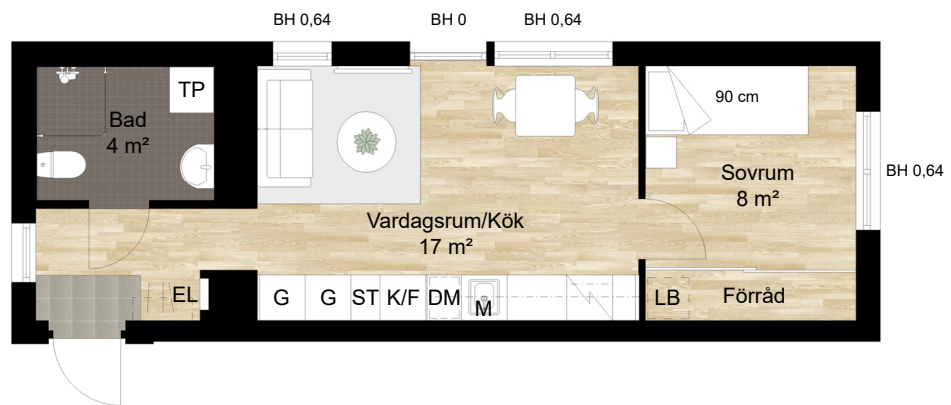 BH 0,64
BH 0
BH 0,64
TP
Bad
4 m²
90 cm
Sovrum
8 m²
BH 0,64
Vardagsrum/Kök
17 m²
EL
G
G
ST
K/F
DM
M
LB
Förråd